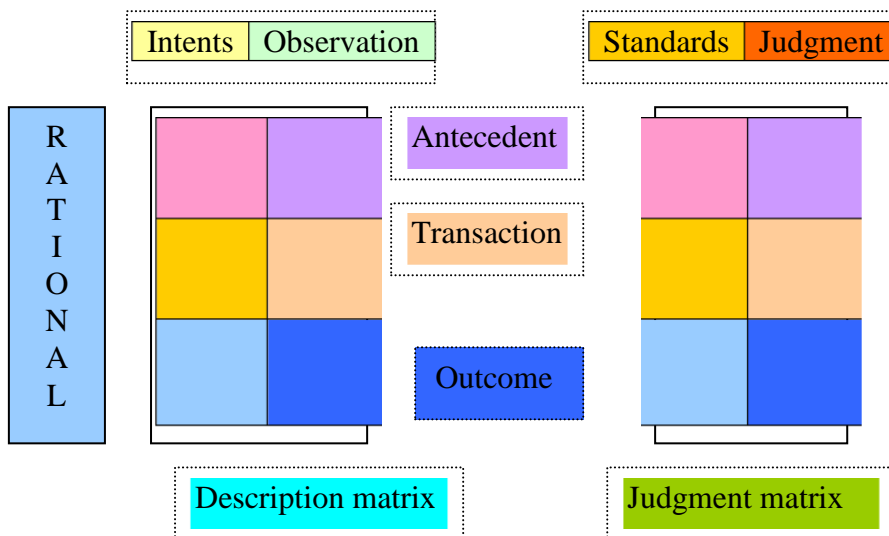 Intents Observation
Standards Judgment
R
A
T
I
O
N
A
L
Antecedent
Transaction
Outcome
Description matrix
Judgment matrix